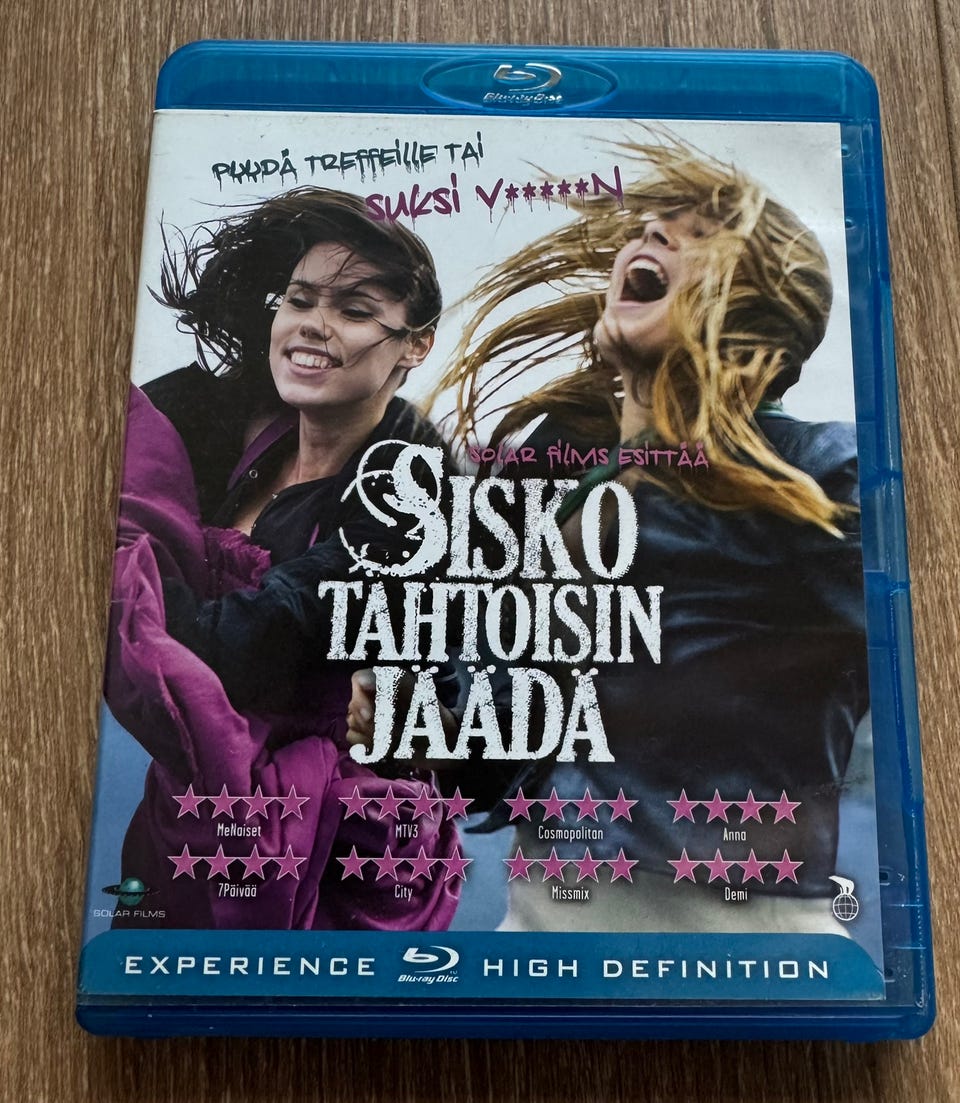 Blu-ray Disc
PYYDÄ TREFFEILLE TAI
SUKSI V*****N
SOLAR FILMS ESITTÄÄ
SISKO
TAHTOISIN
JÄÄDÄ
MeNaiset
MTV3
Cosmopolitan
Anna
7Päivää
City
Missmix
Demi
SOLAR FILMS
EXPERIENCE Blu-ray Disc HIGH DEFINITION